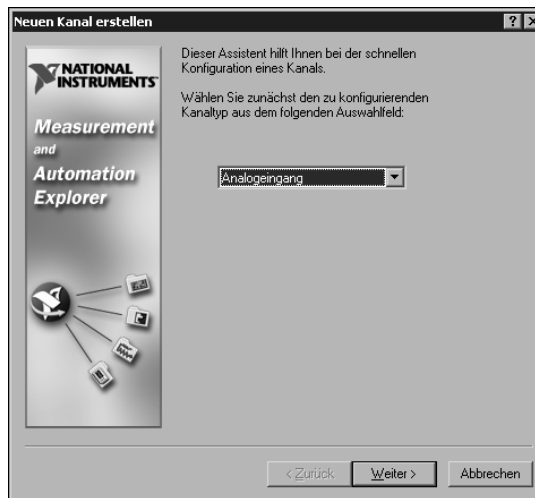 Neuen Kanal erstellen
NATIONAL
INSTRUMENTS
Measurement
and
Automation
Explorer
Dieser Assistent hilft Ihnen bei der schnellen
Konfiguration eines Kanals.
Wählen Sie zunächst den zu konfigurierenden
Kanaltyp aus dem folgenden Auswahlfeld:
Analogeingang
< Zurück
Weiter >
Abbrechen